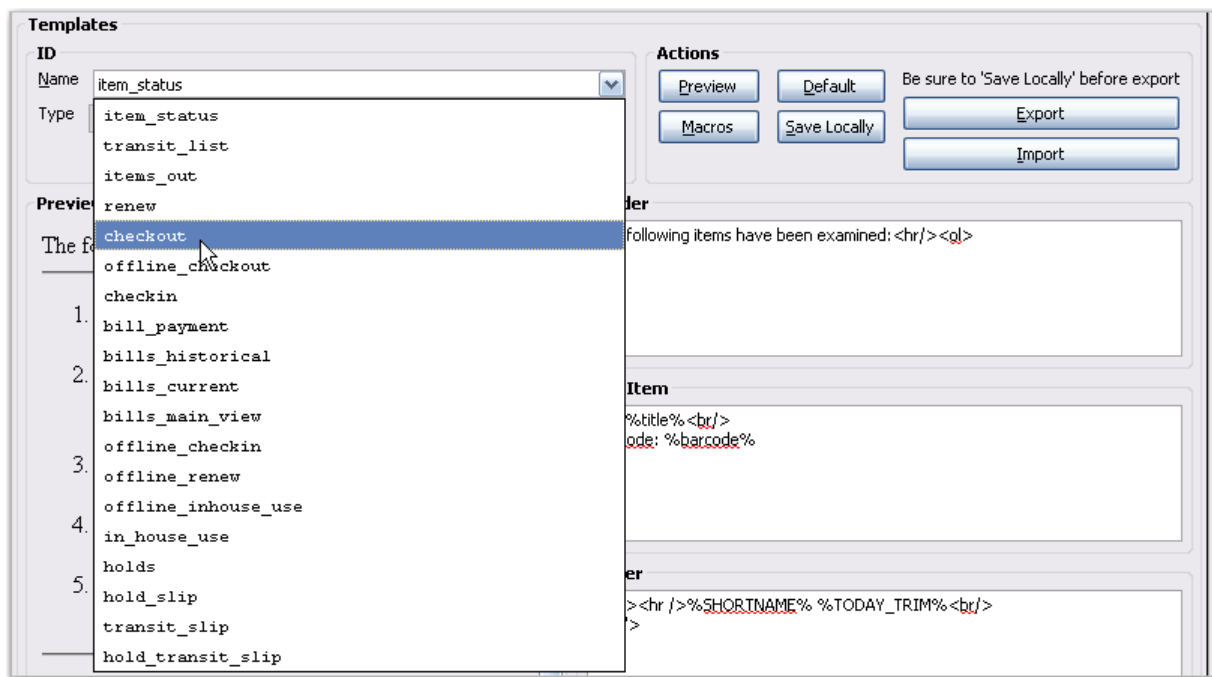 Templates
ID
Name item_status
Type
item_status
transit_list
items_out
renew
checkout
offline_checkout
checkin
bill_payment
bills_historical
bills_current
bills_main_view
offline_checkin
offline_renew
offline_inhouse_use
in_house_use
holds
hold_slip
transit_slip
hold_transit_slip
Actions
Preview Default Be sure to 'Save Locally' before export
Macros Save Locally Export
Import
The
1.
2.
3.
4.
5.
following items have been examined:<hr/><ol>
Item
%title%<br/>
%barcode%
><hr />%SHORTNAME% %TODAY_TRIM%<br/>